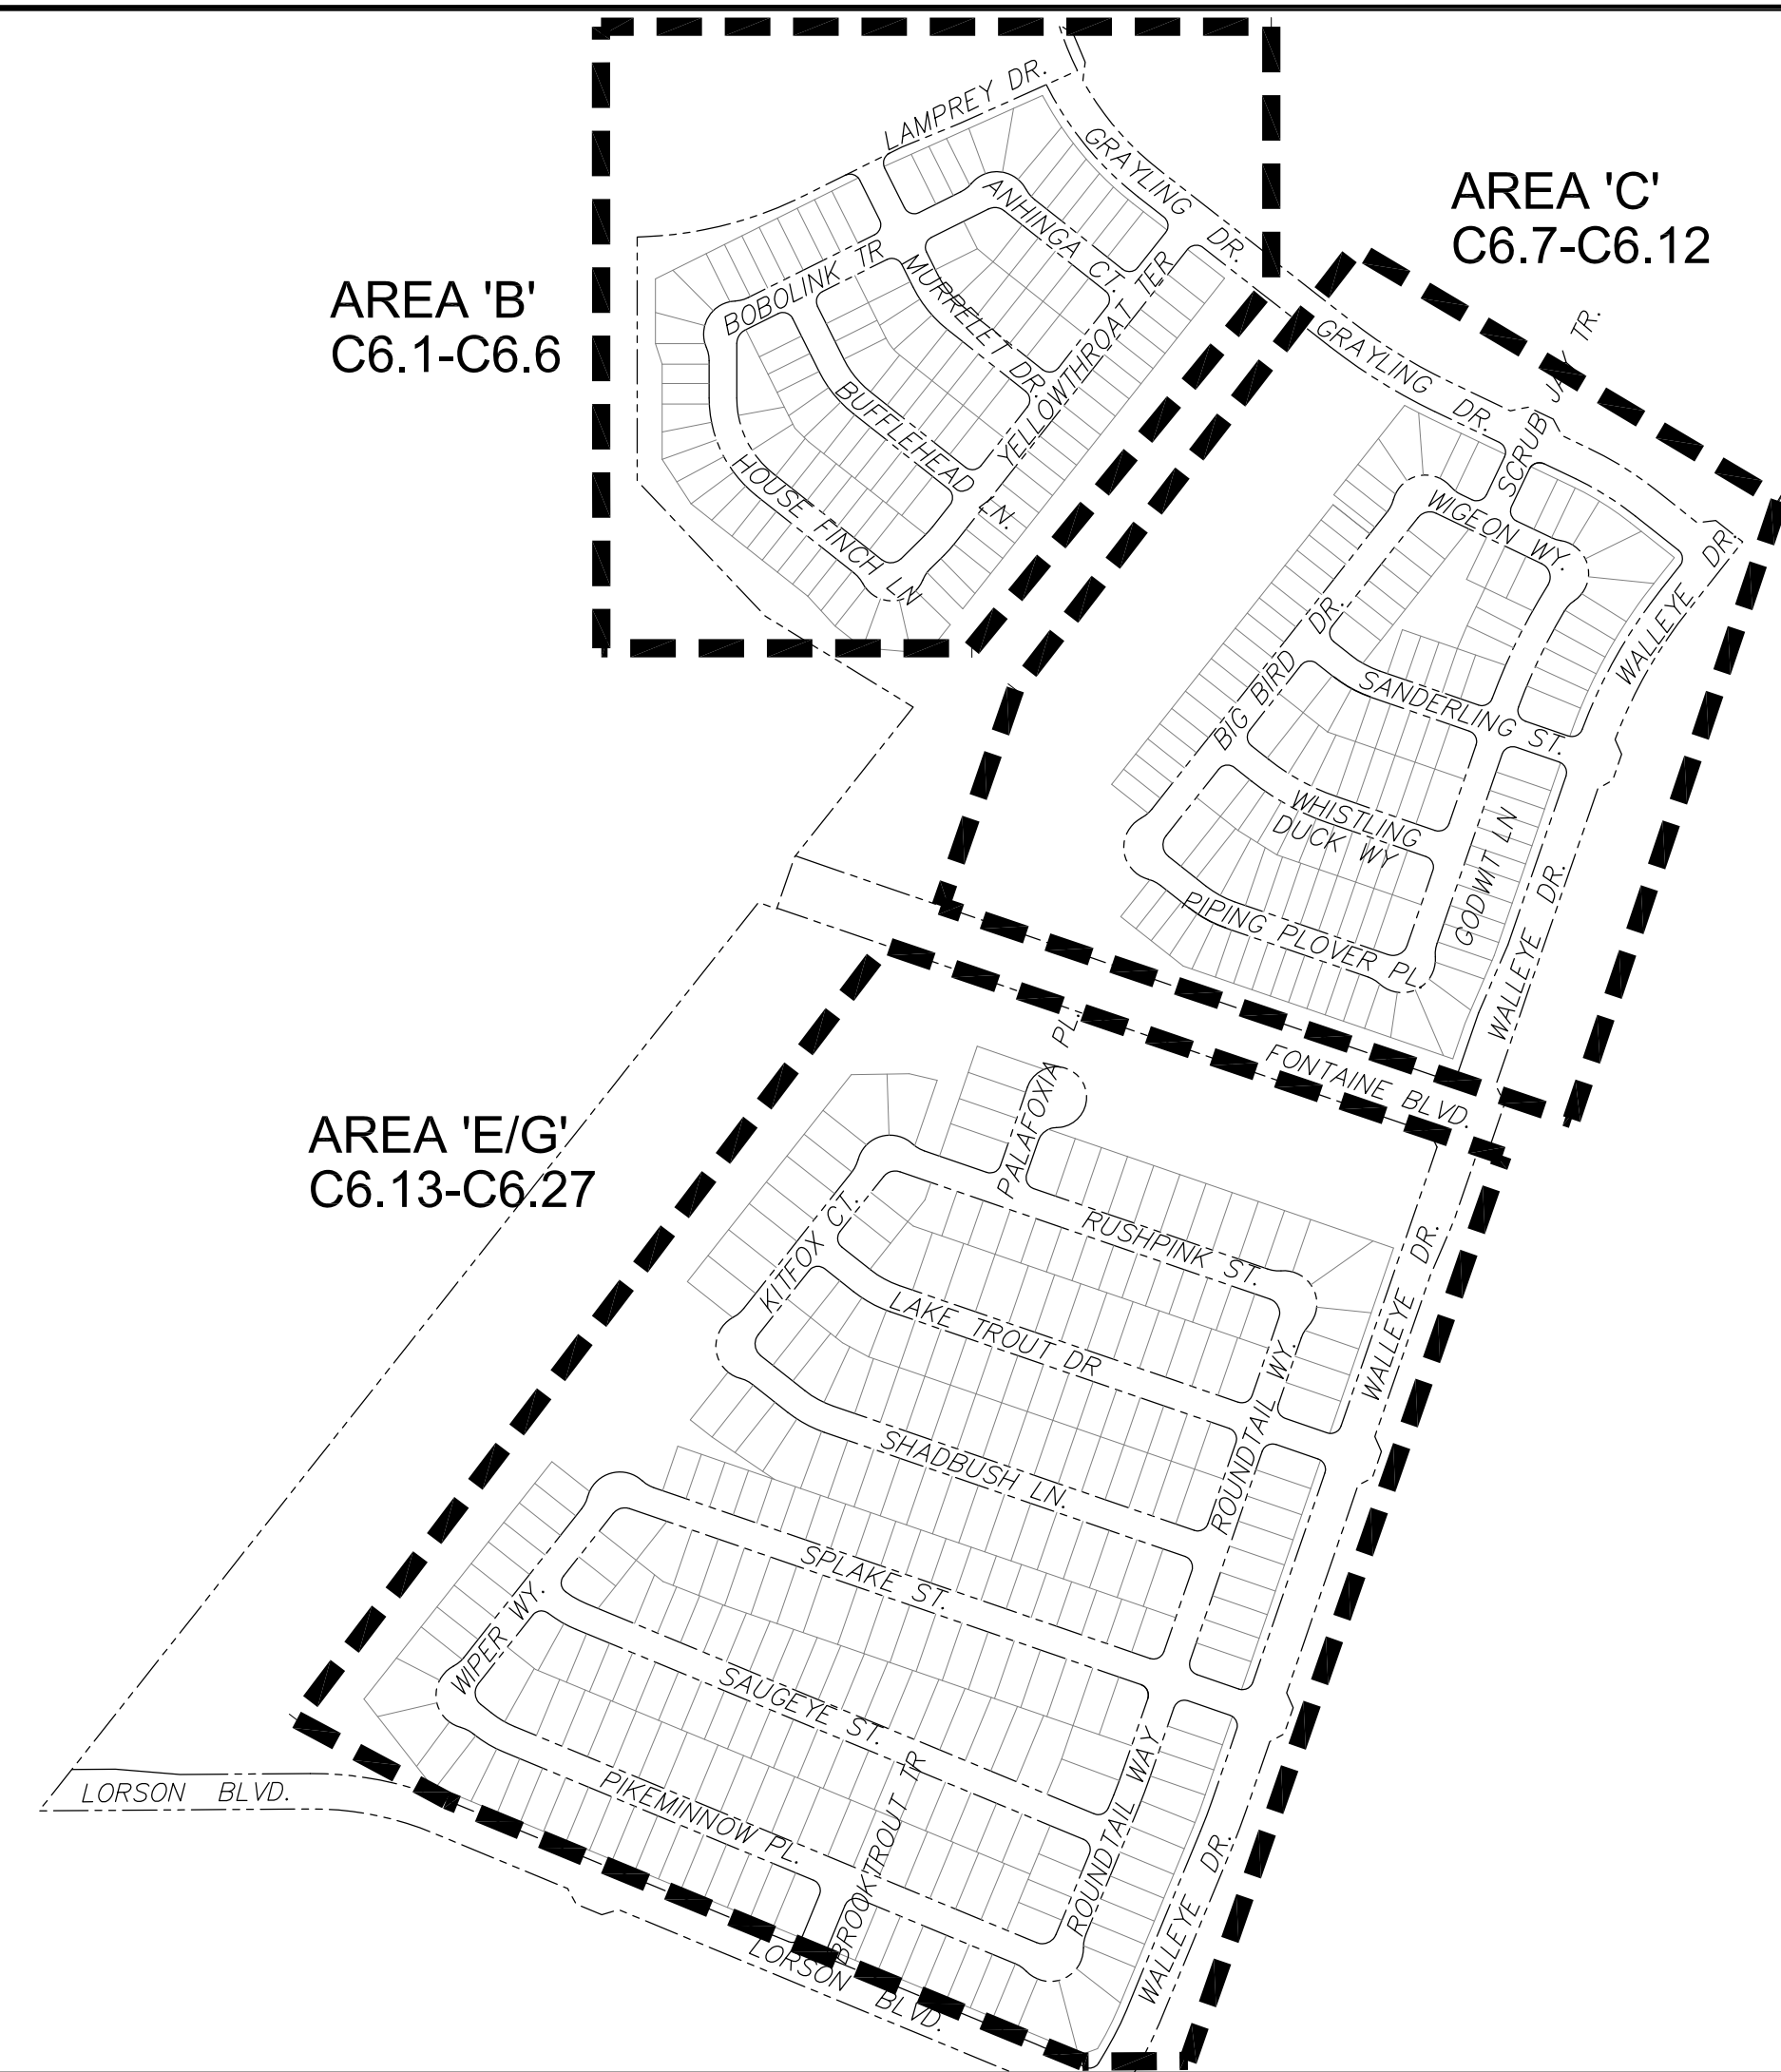 LAMPREY DR.
GRAYLING DR.
AREA 'C'
C6.7-C6.12
ANHINGA CT.
BOBOLINK TR
MURRELET DR.
YELLOWTHROAT TER
AREA 'B'
C6.1-C6.6
GRAYLING DR.
SCRUB JAY TR.
BUFFLEHEAD LN.
HOUSE FINCH LN
WIGEON WY.
WALLEYE DR.
BIG BIRD DR.
SANDERLING ST.
WHISTLING
DUCK WY
GODWIT LN
PIPING PLOVER PL.
WALLEYE DR.
FONTAINE BLVD.
PALAFOXIA PL.
AREA 'E/G'
C6.13-C6.27
KITFOX CT.
RUSHPINK ST.
WALLEYE DR.
LAKE TROUT DR
ROUNDTAIL WY.
SHADBUSH LN.
SPLAKE ST.
WIPER WY.
SAUGEYE ST.
LORSON BLVD.
PIKEMINNOW PL.
BROOKTROUT TR
ROUNDTAIL WAY
WALLEYE DR.
LORSON BLVD.